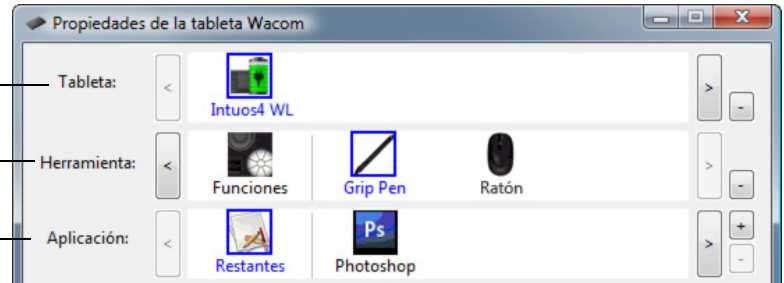 Propiedades de la tableta Wacom
Tableta:
<
Intuos4 WL
>
-
Herramienta:
<
Funciones
Grip Pen
Ratón
>
-
Aplicación:
<
Restantes
Ps
Photoshop
>
+
-